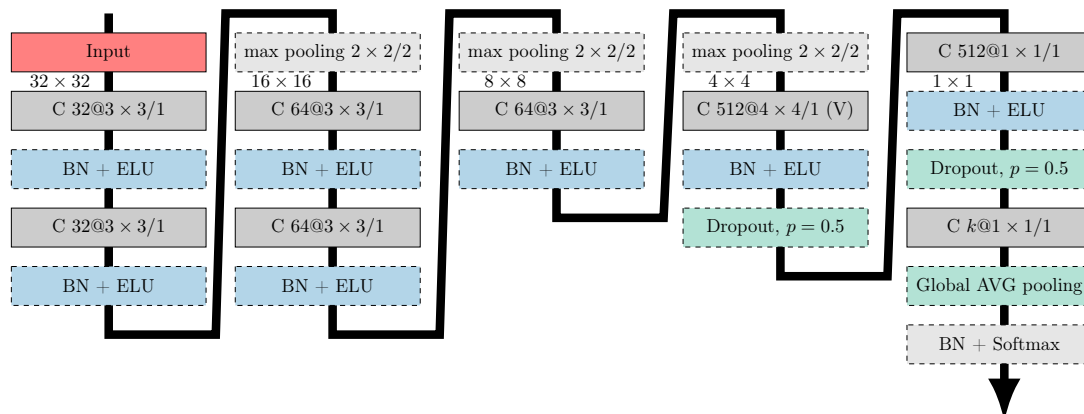 Input
32 × 32
C 32@3 × 3/1
BN + ELU
C 32@3 × 3/1
BN + ELU
max pooling 2 × 2/2
16 × 16
C 64@3 × 3/1
BN + ELU
C 64@3 × 3/1
BN + ELU
max pooling 2 × 2/2
8 × 8
C 64@3 × 3/1
BN + ELU
max pooling 2 × 2/2
4 × 4
C 512@4 × 4/1 (V)
BN + ELU
Dropout, p = 0.5
C 512@1 × 1/1
1 × 1
BN + ELU
Dropout, p = 0.5
C k@1 × 1/1
Global AVG pooling
BN + Softmax